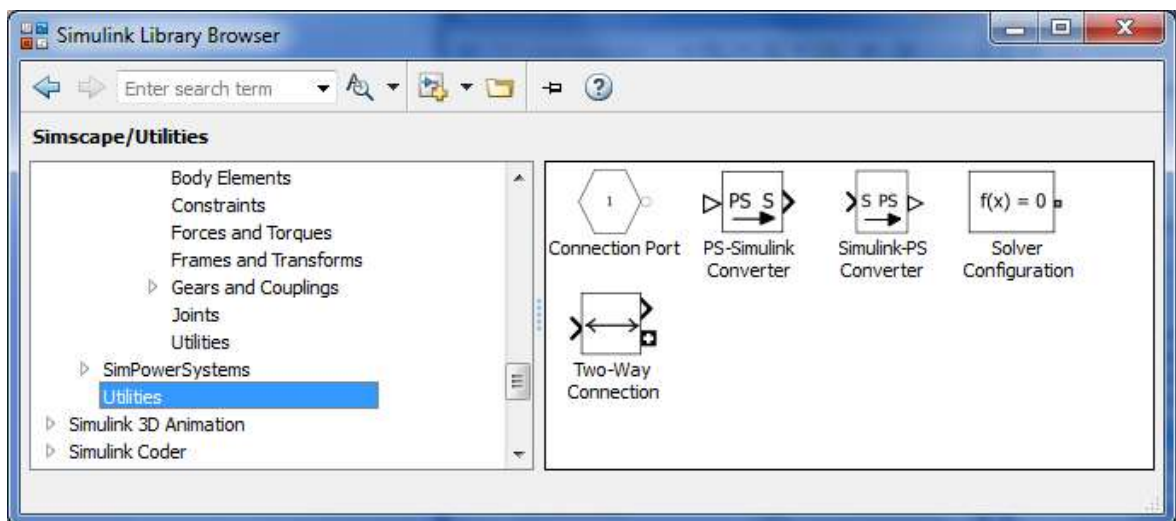 Simulink Library Browser
Enter search term
Simscape/Utilities
Body Elements
Constraints
Forces and Torques
Frames and Transforms
Gears and Couplings
Joints
Utilities
SimPowerSystems
Utilities
Simulink 3D Animation
Simulink Coder
1
Connection Port
PS S
PS-Simulink
Converter
S PS
Simulink-PS
Converter
f(x) = 0
Solver
Configuration
Two-Way
Connection